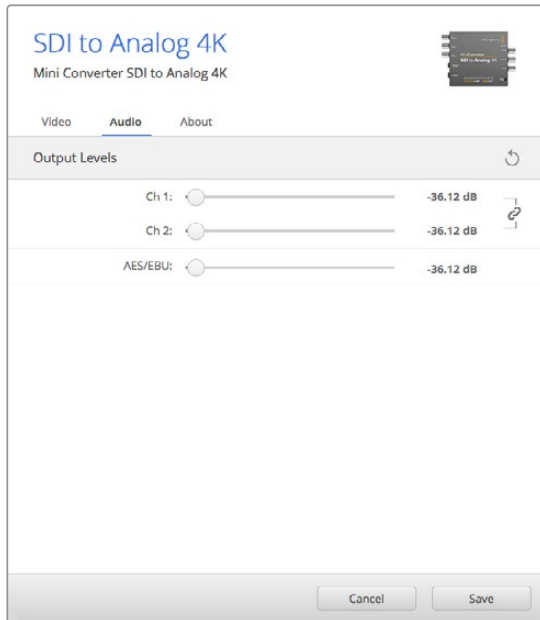 SDI to Analog 4K
Mini Converter SDI to Analog 4K
Video Audio About
Output Levels
Ch 1: -36.12 dB
Ch 2: -36.12 dB
AES/EBU: -36.12 dB
Cancel Save